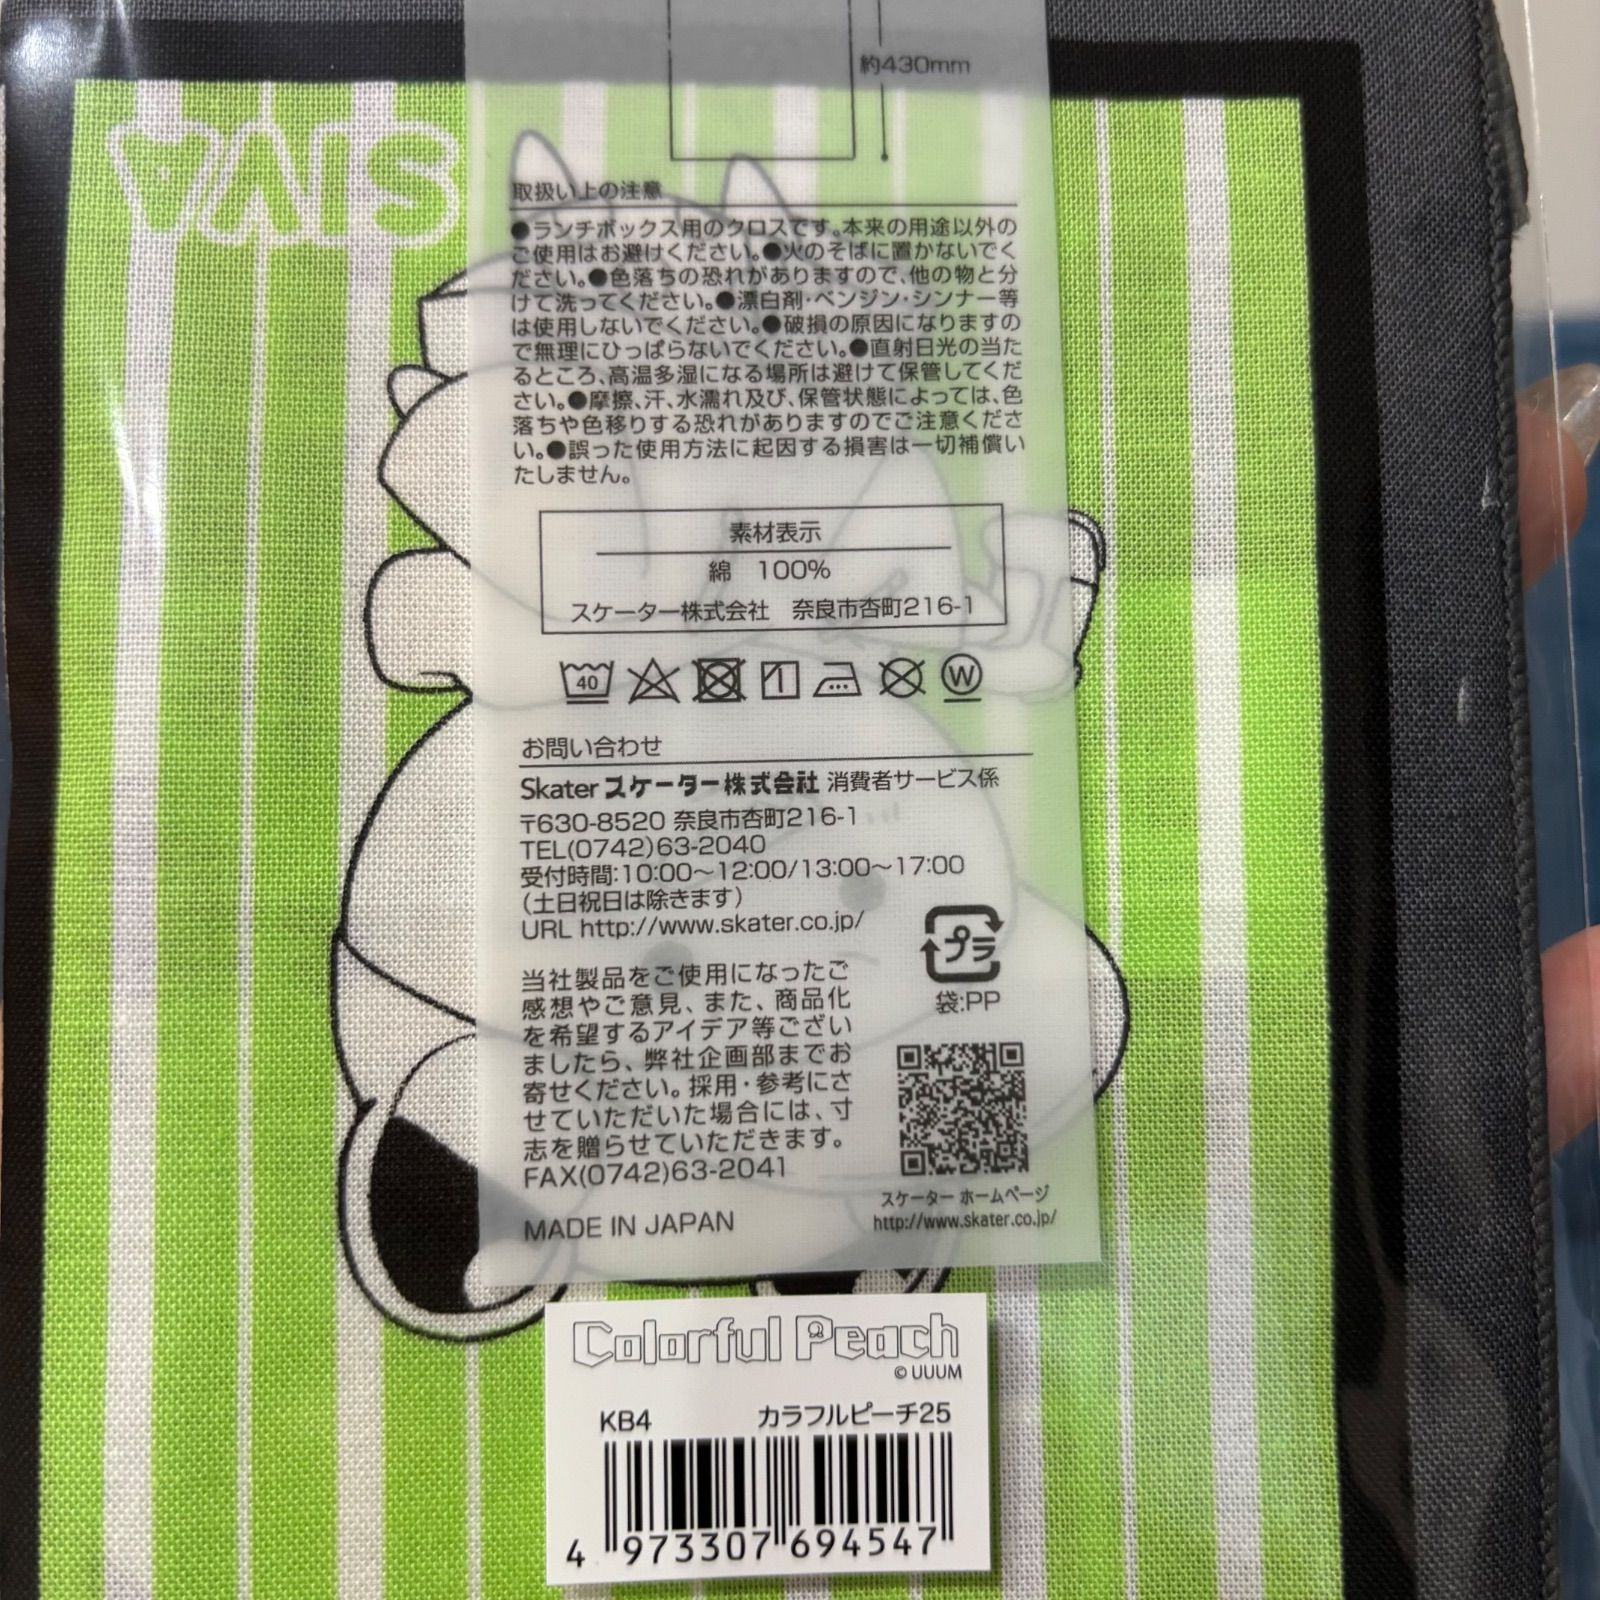 約430mm
SIVA
取扱い上の注意
●ランチボックス用のクロスです。本来の用途以外の
ご使用はお避けください。●火のそばに置かないでく
ださい。●色落ちの恐れがありますので、他の物と分
けて洗ってください。●漂白剤・ベンジン・シンナー等
は使用しないでください。●破損の原因になりますの
で無理にひっぱらないでください。●直射日光の当た
るところ、高温多湿になる場所は避けて保管してくだ
さい。●摩擦、汗、水濡れ及び、保管状態によっては、色
落ちや色移りする恐れがありますのでご注意くださ
い。●誤った使用方法に起因する損害は一切補償い
たしません。
素材表示
綿 100%
スケーター株式会社 奈良市杏町216-1
40
W
お問い合わせ
Skater スケーター株式会社 消費者サービス係
〒630-8520 奈良市杏町216-1
TEL(0742)63-2040
受付時間:10:00〜12:00/13:00〜17:00
(土日祝日は除きます)
URL http://www.skater.co.jp/
プラ
袋:PP
当社製品をご使用になったご
感想やご意見、また、商品化
を希望するアイデア等ござい
ましたら、弊社企画部までお
寄せください。採用・参考にさ
せていただいた場合には、寸
志を贈らせていただきます。
FAX(0742)63-2041
スケーター ホームページ
http://www.skater.co.jp/
MADE IN JAPAN
Colorful Peach
© UUUM
KB4 カラフルピーチ25
4 973307 694547